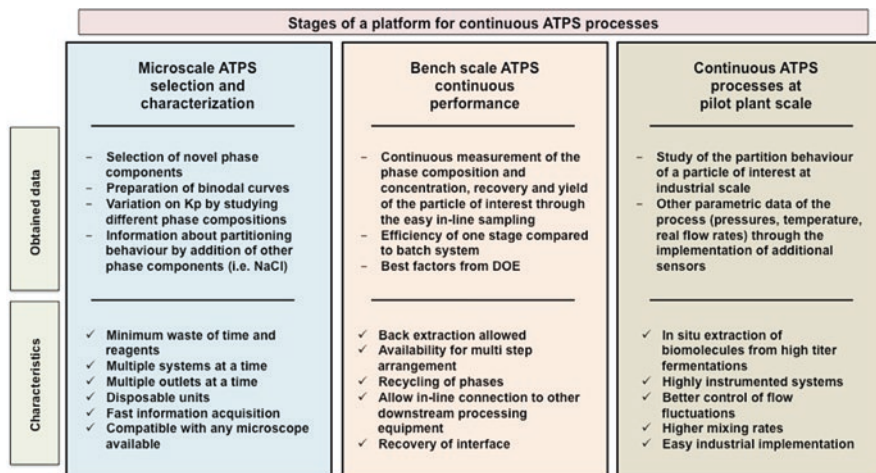 Stages of a platform for continuous ATPS processes
Microscale ATPS
selection and
characterization
Bench scale ATPS
continuous
performance
Continuous ATPS
processes at
pilot plant scale
Obtained data
– Selection of novel phase
components
– Preparation of binodal curves
– Variation on Kp by studying
different phase compositions
– Information about partitioning
behaviour by addition of other
phase components (i.e. NaCl)
– Continuous measurement of the
phase composition and
concentration, recovery and yield
of the particle of interest through
the easy in-line sampling
– Efficiency of one stage compared
to batch system
– Best factors from DOE
– Study of the partition behaviour
of a particle of interest at
industrial scale
– Other parametric data of the
process (pressures, temperature,
real flow rates) through the
implementation of additional
sensors
Characteristics
✓ Minimum waste of time and
reagents
✓ Multiple systems at a time
✓ Multiple outlets at a time
✓ Disposable units
✓ Fast information acquisition
✓ Compatible with any microscope
available
✓ Back extraction allowed
✓ Availability for multi step
arrangement
✓ Recycling of phases
✓ Allow in-line connection to other
downstream processing
equipment
✓ Recovery of interface
✓ In situ extraction of
biomolecules from high titer
fermentations
✓ Highly instrumented systems
✓ Better control of flow
fluctuations
✓ Higher mixing rates
✓ Easy industrial implementation